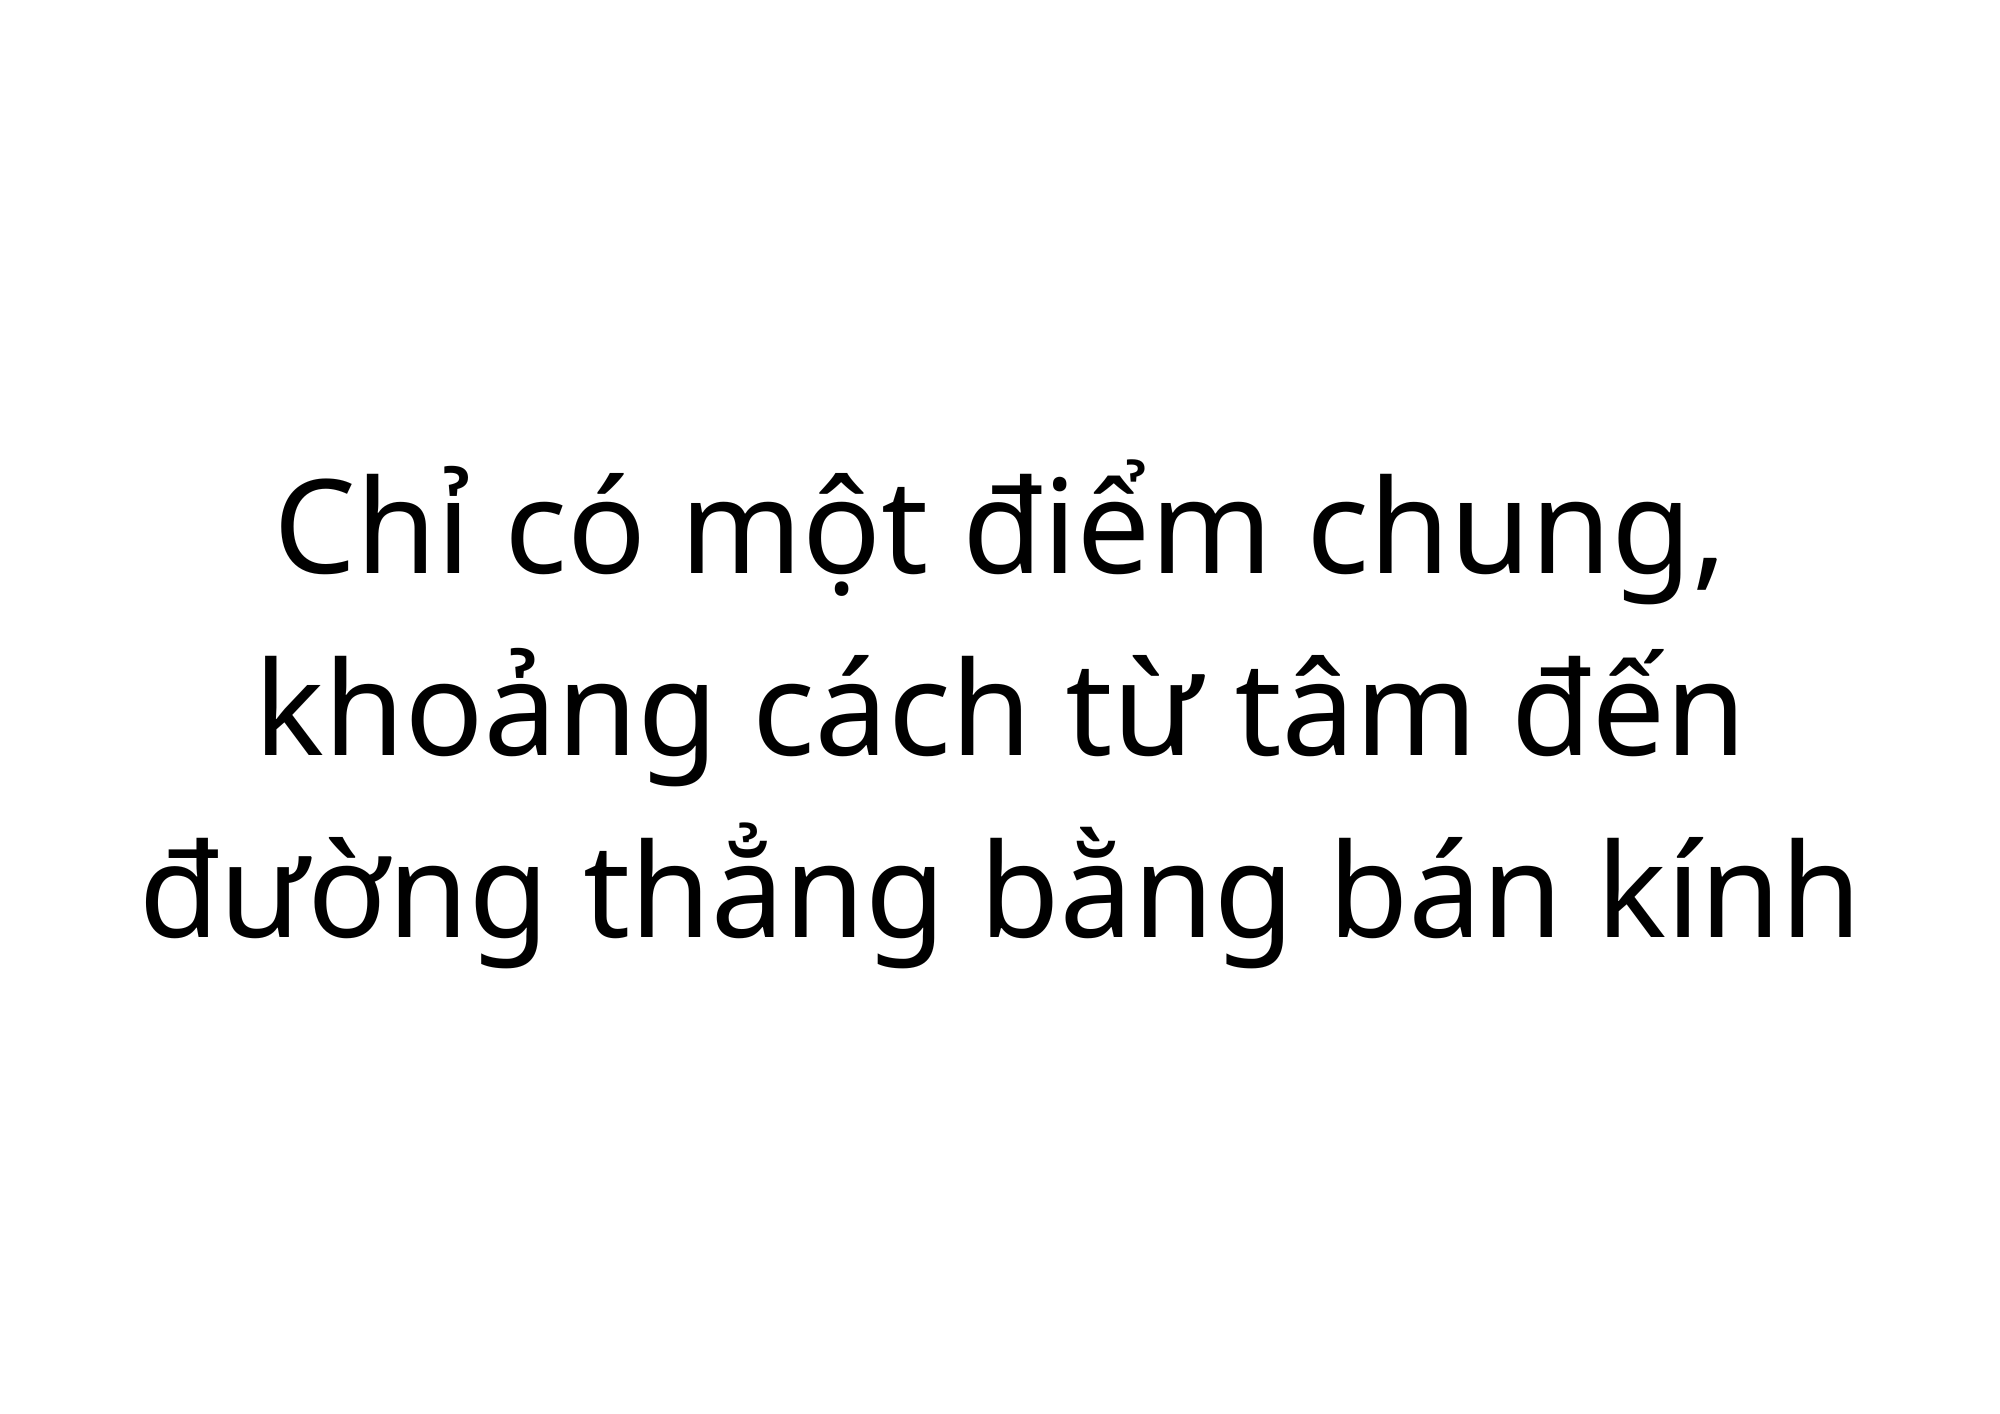 Chỉ có một điểm chung,
khoảng cách từ tâm đến
đường thẳng bằng bán kính